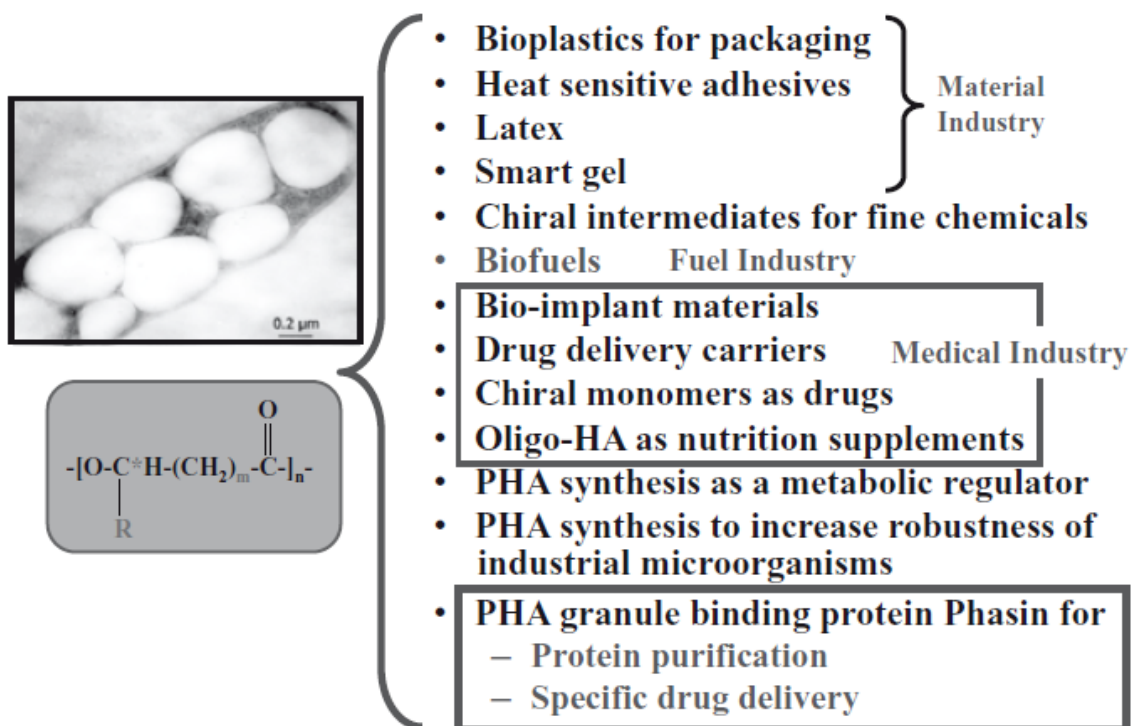 • Bioplastics for packaging
• Heat sensitive adhesives
• Latex
• Smart gel
Material
Industry
• Chiral intermediates for fine chemicals
• Biofuels Fuel Industry
• Bio-implant materials
• Drug delivery carriers
• Chiral monomers as drugs
• Oligo-HA as nutrition supplements
Medical Industry
• PHA synthesis as a metabolic regulator
• PHA synthesis to increase robustness of
industrial microorganisms
• PHA granule binding protein Phasin for
– Protein purification
– Specific drug delivery
0.2 µm
O
-[O-C*H-(CH₂)ₘ-C-]ₙ-
R